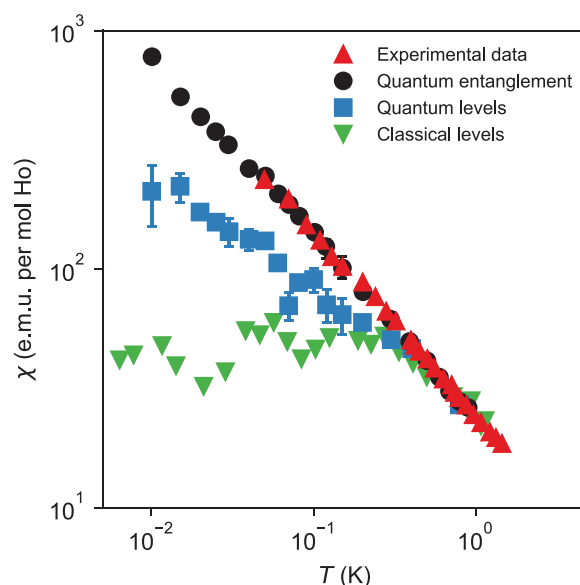 10³
Experimental data
Quantum entanglement
Quantum levels
Classical levels
χ (e.m.u. per mol Ho)
10²
10¹
10⁻²
10⁻¹
10⁰
T (K)